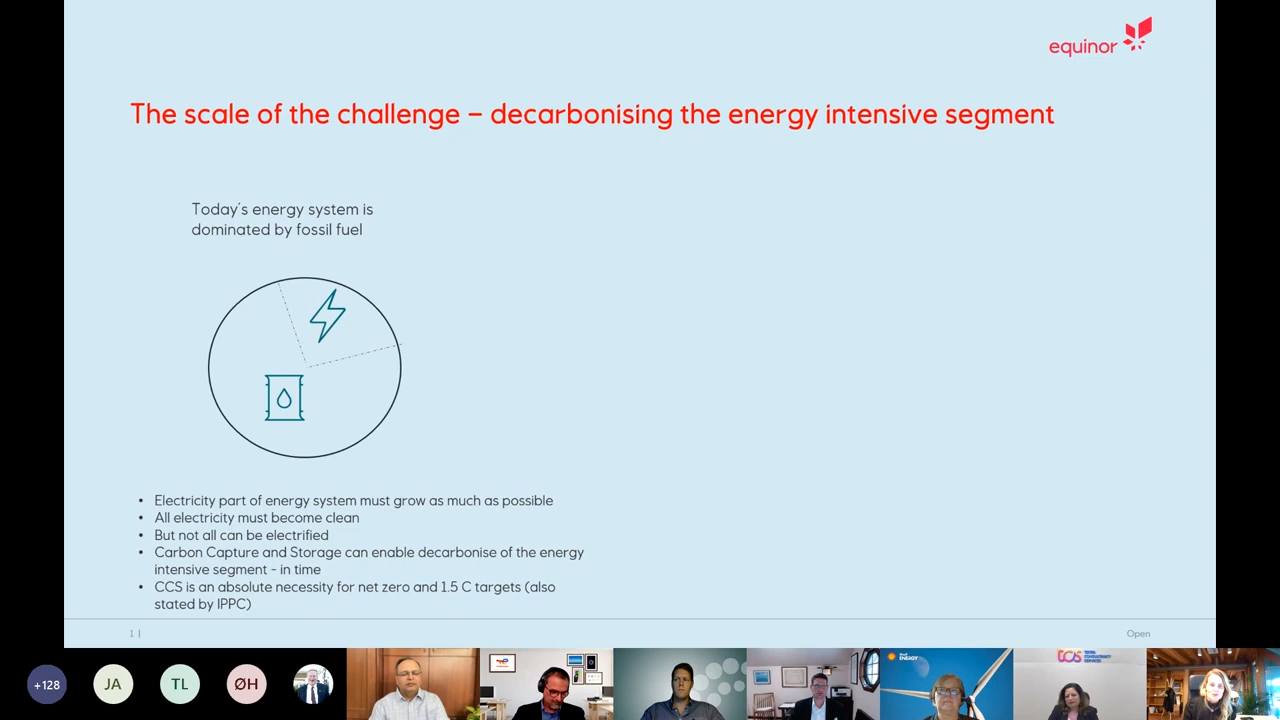 equinor
The scale of the challenge – decarbonising the energy intensive segment
Today's energy system is
dominated by fossil fuel
• Electricity part of energy system must grow as much as possible
• All electricity must become clean
• But not all can be electrified
• Carbon Capture and Storage can enable decarbonise of the energy
intensive segment - in time
• CCS is an absolute necessity for net zero and 1.5 C targets (also
stated by IPPC)
1 |
Open
+128
JA
TL
ØH
ENERGY
tcs